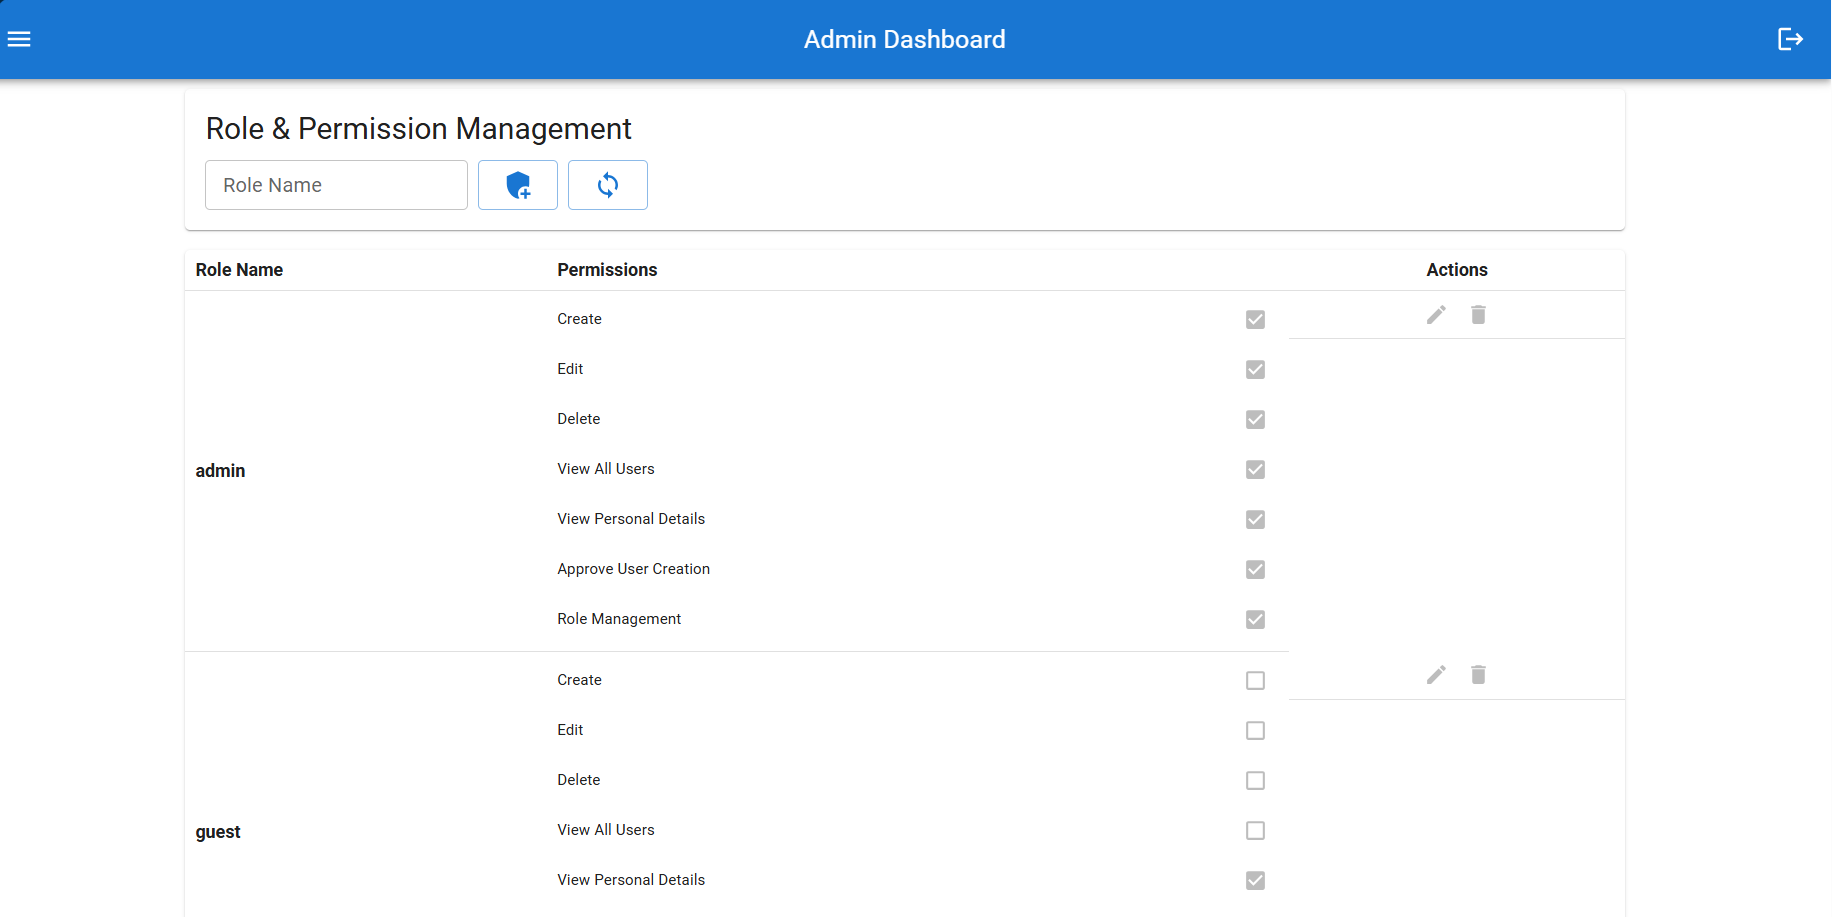 Admin Dashboard
Role & Permission Management
Role Name
Role Name Permissions Actions
Create
Edit
Delete
admin
View All Users
View Personal Details
Approve User Creation
Role Management
Create
Edit
Delete
guest
View All Users
View Personal Details